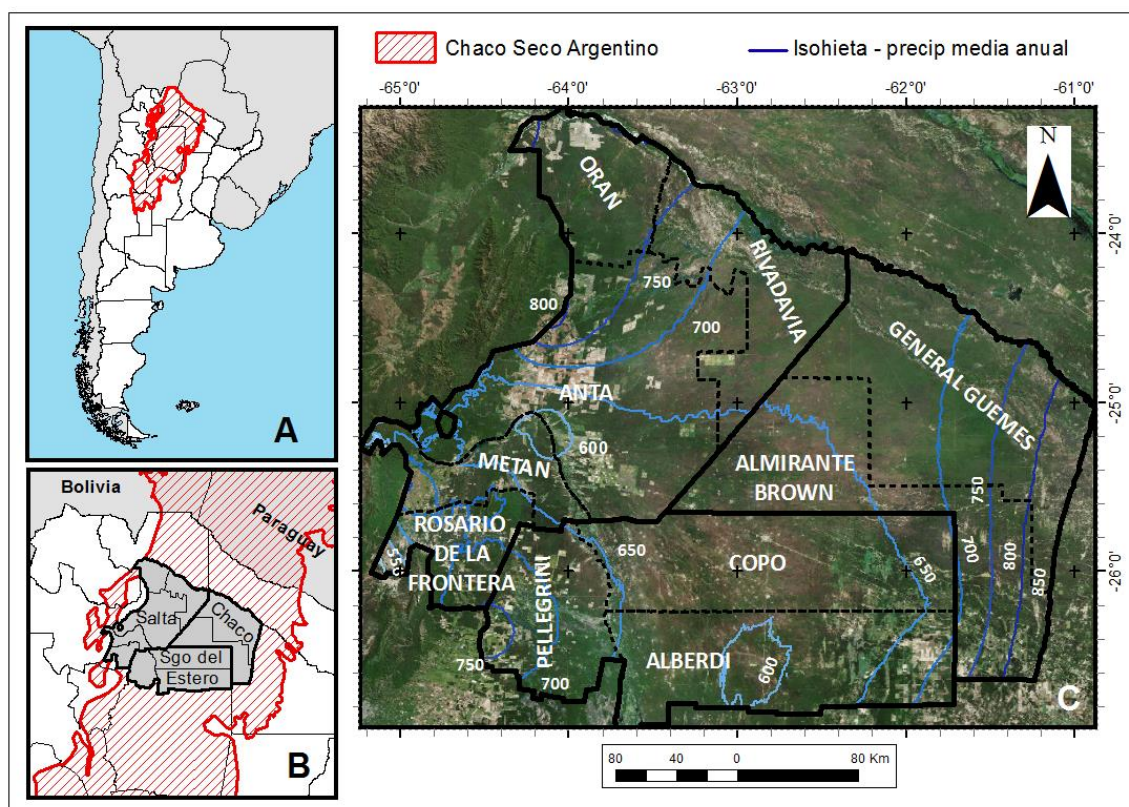 Chaco Seco Argentino
Isohieta - precip media anual
A
Bolivia
Paraguay
Salta
Chaco
Sgo del
Estero
B
-65°0'
-64°0'
-63°0'
-62°0'
-61°0'
-24°0'
-25°0'
-26°0'
N
ORAN
RIVADAVIA
750
800
700
GENERAL GUEMES
ANTA
600
METAN
ALMIRANTE
BROWN
750
800
850
700
650
ROSARIO
DE LA
FRONTERA
550
650
COPO
PELLEGRINI
ALBERDI
600
750
700
C
80
40
0
80 Km